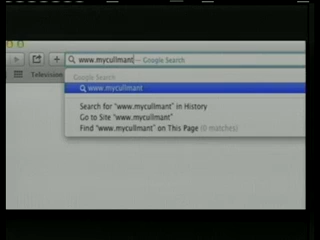 www.mycullmant — Google Search
Television
Google Search
www.mycullmant
Search for "www.mycullmant" in History
Go to Site "www.mycullmant"
Find "www.mycullmant" on This Page (0 matches)